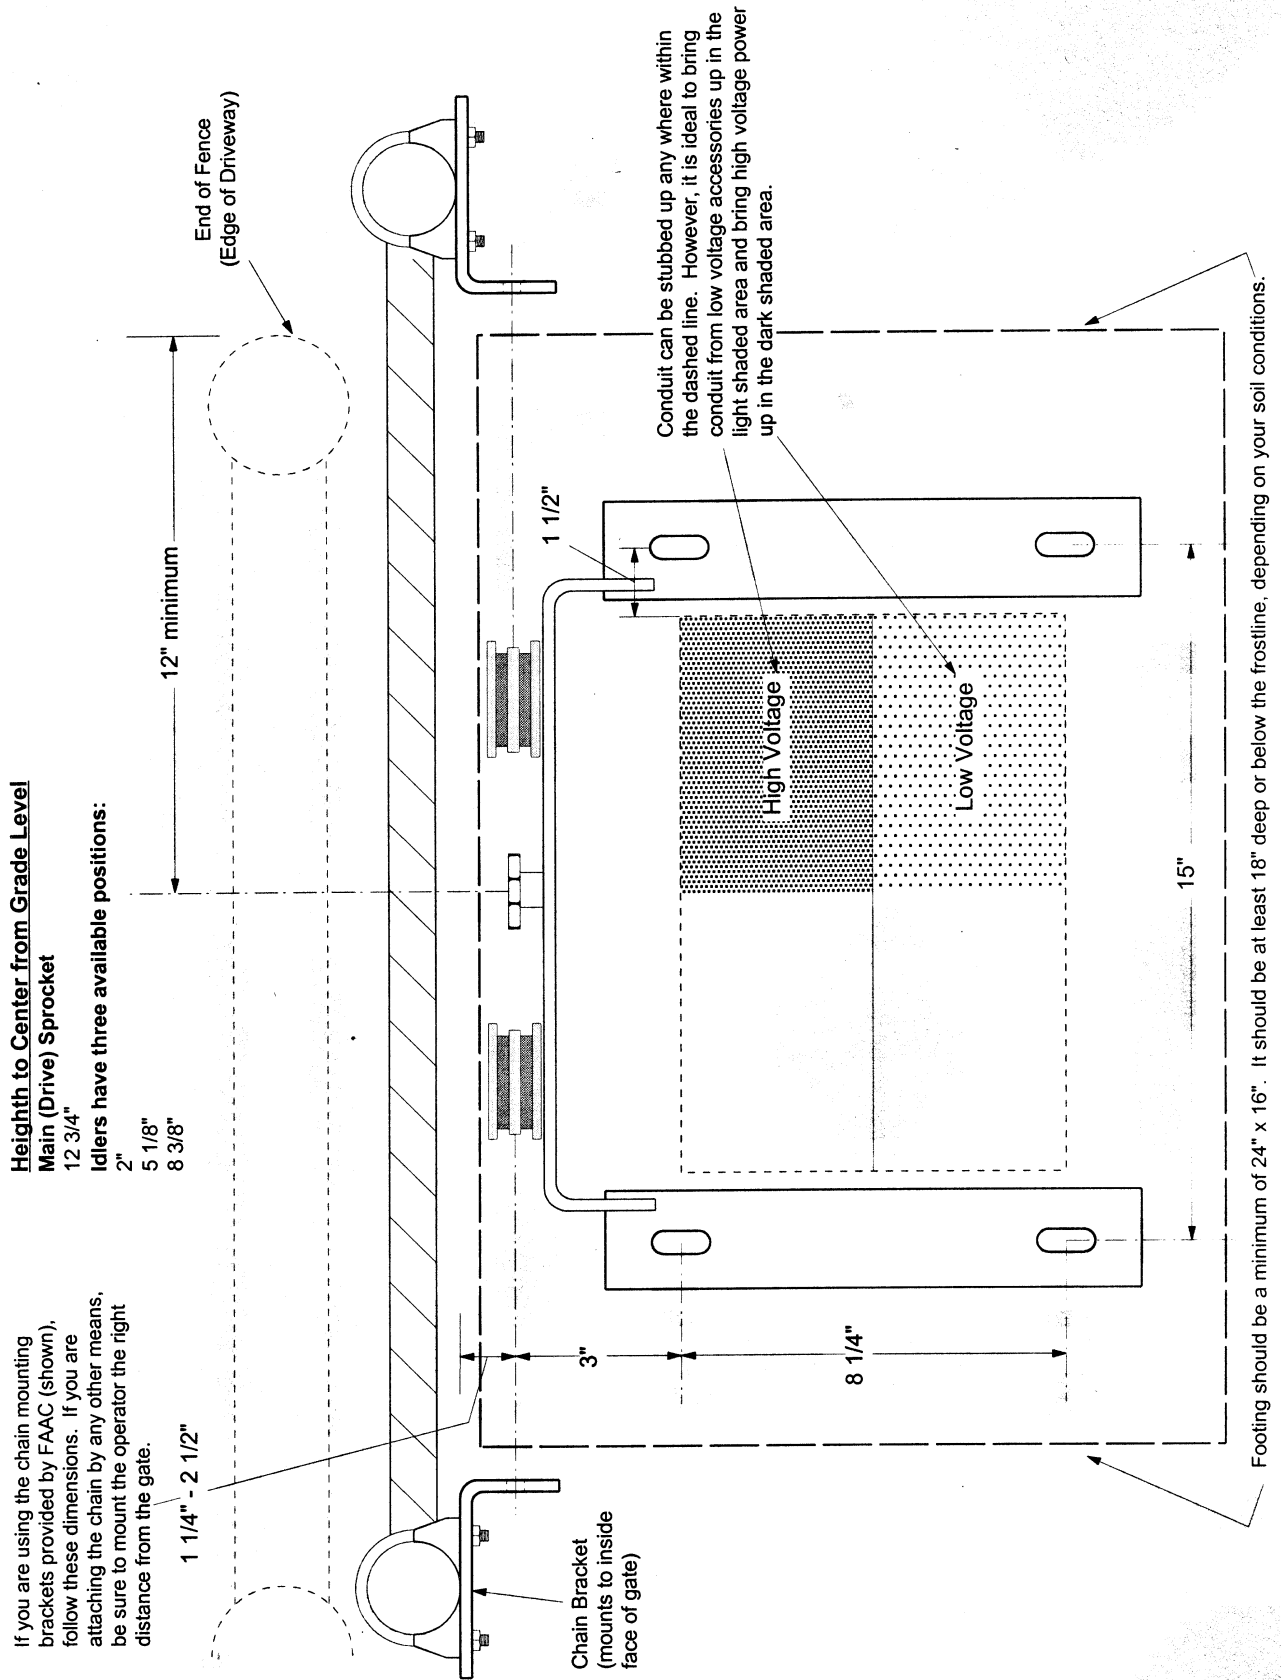 If you are using the chain mounting
brackets provided by FAAC (shown),
follow these dimensions. If you are
attaching the chain by any other means,
be sure to mount the operator the right
distance from the gate.
1 1/4" - 2 1/2"
Heighth to Center from Grade Level
Main (Drive) Sprocket
12 3/4"
Idlers have three available positions:
2"
5 1/8"
8 3/8"
12" minimum
End of Fence
(Edge of Driveway)
Chain Bracket
(mounts to inside
face of gate)
3"
8 1/4"
1 1/2"
High Voltage
Low Voltage
15"
Conduit can be stubbed up any where within
the dashed line. However, it is ideal to bring
conduit from low voltage accessories up in the
light shaded area and bring high voltage power
up in the dark shaded area.
Footing should be a minimum of 24" x 16". It should be at least 18" deep or below the frostline, depending on your soil conditions.